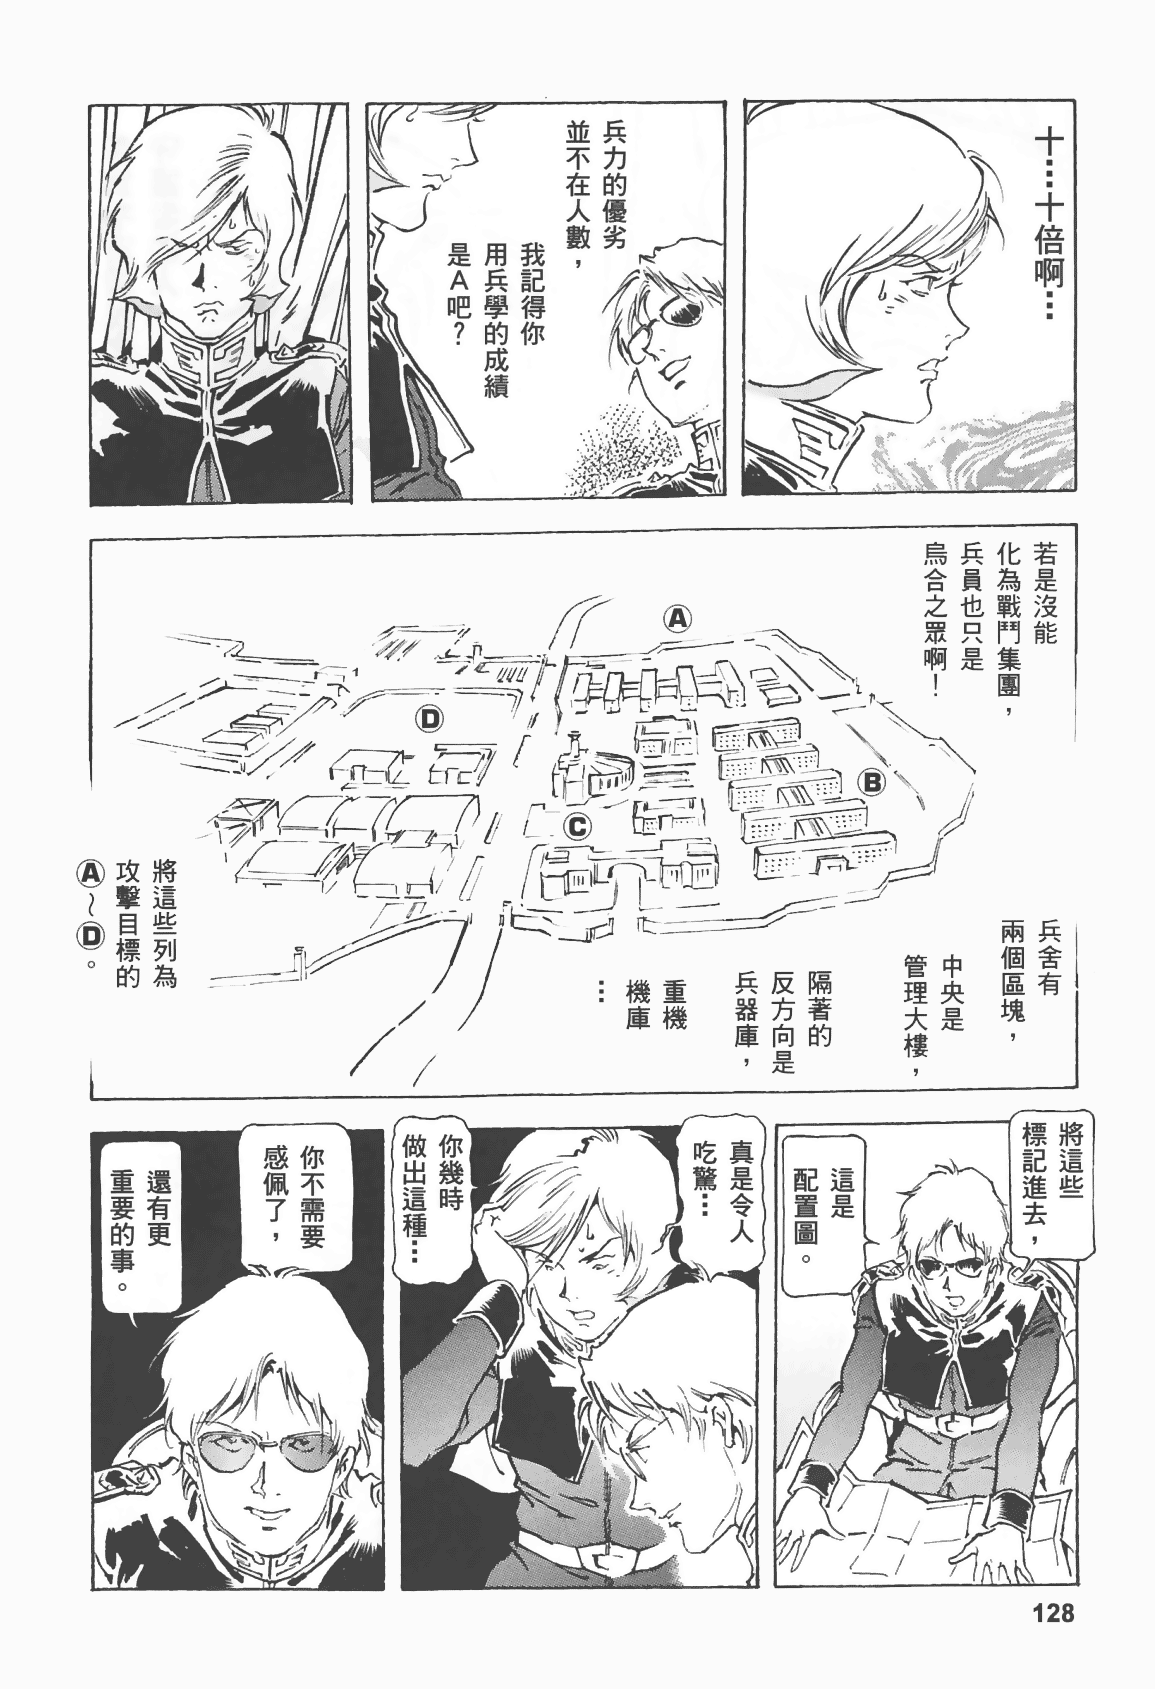 十…十倍啊…
兵力的優劣
並不在人數，
我記得你
用兵學的成績
是A吧？
若是沒能
化為戰鬥集團，
兵員也只是
烏合之眾啊！
A
B
C
D
兵舍有
兩個區塊，
中央是
管理大樓，
隔著的
反方向是
兵器庫，
重機
機庫
…
將這些列為
攻擊目標的
A～D。
將這些
標記進去，
這是
配置圖。
真是令人
吃驚…
你幾時
做出這種…
你不需要
感佩了，
還有更
重要的事。
128